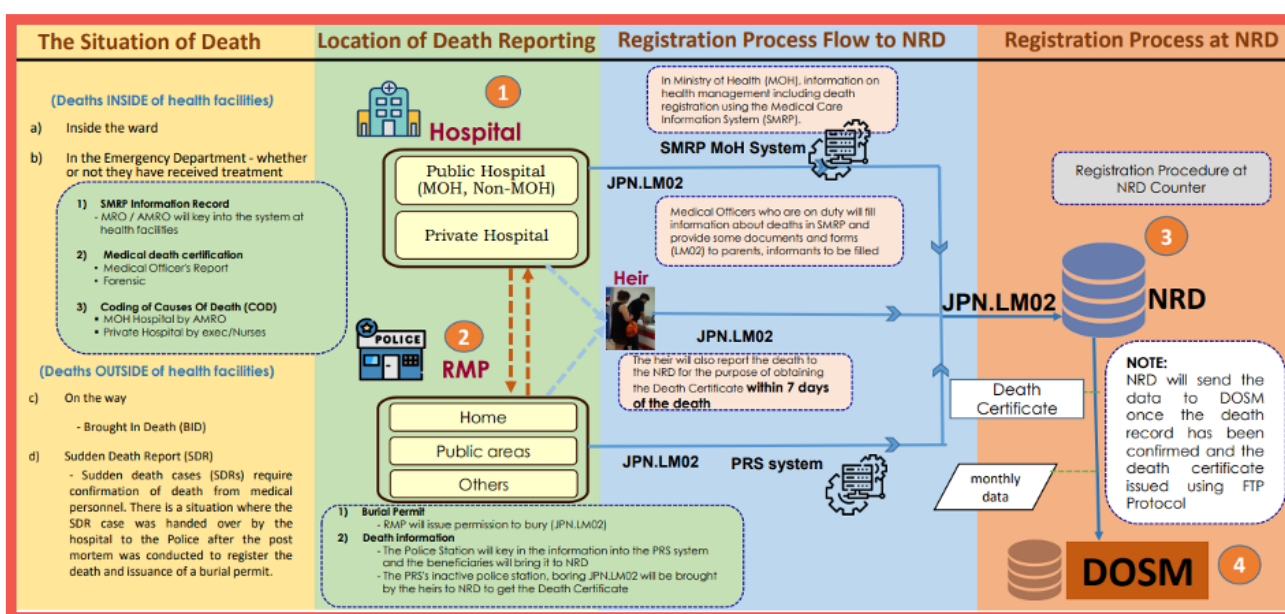 The Situation of Death
Location of Death Reporting
Registration Process Flow to NRD
Registration Process at NRD
(Deaths INSIDE of health facilities)
a) Inside the ward
b) In the Emergency Department - whether
or not they have received treatment
1) SMRP Information Record
- MRO / AMRO will key into the system at
health facilities
2) Medical death certification
▪ Medical Officer's Report
▪ Forensic
3) Coding of Causes Of Death (COD)
▪ MOH Hospital by AMRO
▪ Private Hospital by exec/Nurses
(Deaths OUTSIDE of health facilities)
c) On the way
- Brought In Death (BID)
d) Sudden Death Report (SDR)
- Sudden death cases (SDRs) require
confirmation of death from medical
personnel. There is a situation where the
SDR case was handed over by the
hospital to the Police after the post
mortem was conducted to register the
death and issuance of a burial permit.
1
Hospital
Public Hospital
(MOH, Non-MOH)
Private Hospital
POLICE
2
RMP
Home
Public areas
Others
1) Burial Permit
- RMP will issue permission to bury (JPN.LM02)
2) Death information
- The Police Station will key in the information into the PRS system
and the beneficiaries will bring it to NRD
- The PRS's inactive police station, boring JPN.LM02 will be brought
by the heirs to NRD to get the Death Certificate
In Ministry of Health (MOH), information on
health management including death
registration using the Medical Care
Information System (SMRP).
SMRP MoH System
JPN.LM02
Medical Officers who are on duty will fill
information about deaths in SMRP and
provide some documents and forms
(LM02) to parents, informants to be filled
Heir
JPN.LM02
The heir will also report the death to
the NRD for the purpose of obtaining
the Death Certificate within 7 days
of the death
JPN.LM02
PRS system
JPN.LM02
Registration Procedure at
NRD Counter
3
NRD
Death
Certificate
monthly
data
NOTE:
NRD will send the
data to DOSM
once the death
record has been
confirmed and the
death certificate
issued using FTP
Protocol
DOSM
4